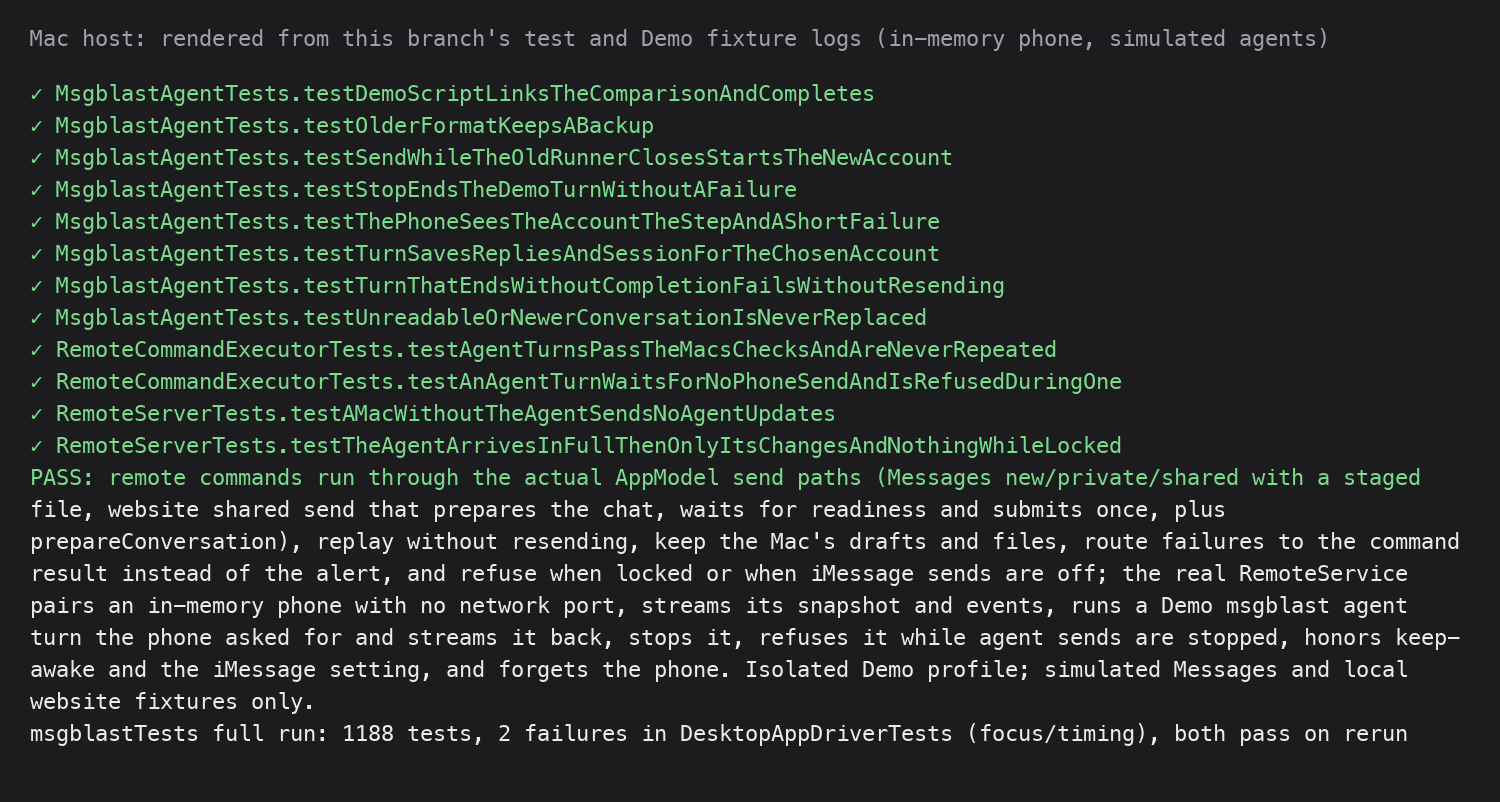 Mac host: rendered from this branch's test and Demo fixture logs (in-memory phone, simulated agents)
✓ MsgblastAgentTests.testDemoScriptLinksTheComparisonAndCompletes
✓ MsgblastAgentTests.testOlderFormatKeepsABackup
✓ MsgblastAgentTests.testSendWhileTheOldRunnerClosesStartsTheNewAccount
✓ MsgblastAgentTests.testStopEndsTheDemoTurnWithoutAFailure
✓ MsgblastAgentTests.testThePhoneSeesTheAccountTheStepAndAShortFailure
✓ MsgblastAgentTests.testTurnSavesRepliesAndSessionForTheChosenAccount
✓ MsgblastAgentTests.testTurnThatEndsWithoutCompletionFailsWithoutResending
✓ MsgblastAgentTests.testUnreadableOrNewerConversationIsNeverReplaced
✓ RemoteCommandExecutorTests.testAgentTurnsPassTheMacsChecksAndAreNeverRepeated
✓ RemoteCommandExecutorTests.testAnAgentTurnWaitsForNoPhoneSendAndIsRefusedDuringOne
✓ RemoteServerTests.testAMacWithoutTheAgentSendsNoAgentUpdates
✓ RemoteServerTests.testTheAgentArrivesInFullThenOnlyItsChangesAndNothingWhileLocked
PASS: remote commands run through the actual AppModel send paths (Messages new/private/shared with a staged
file, website shared send that prepares the chat, waits for readiness and submits once, plus
prepareConversation), replay without resending, keep the Mac's drafts and files, route failures to the command
result instead of the alert, and refuse when locked or when iMessage sends are off; the real RemoteService
pairs an in-memory phone with no network port, streams its snapshot and events, runs a Demo msgblast agent
turn the phone asked for and streams it back, stops it, refuses it while agent sends are stopped, honors keep-
awake and the iMessage setting, and forgets the phone. Isolated Demo profile; simulated Messages and local
website fixtures only.
msgblastTests full run: 1188 tests, 2 failures in DesktopAppDriverTests (focus/timing), both pass on rerun